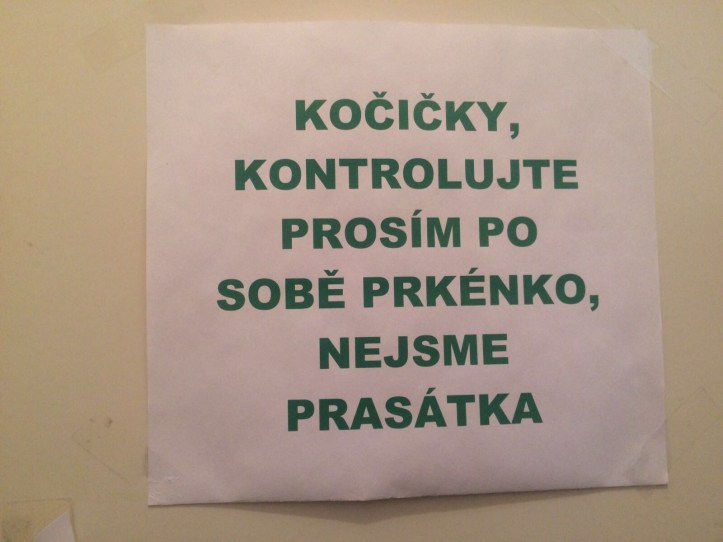 KOČIČKY,
KONTROLUJTE
PROSÍM PO
SOBĚ PRKÉNKO,
NEJSME
PRASÁTKA